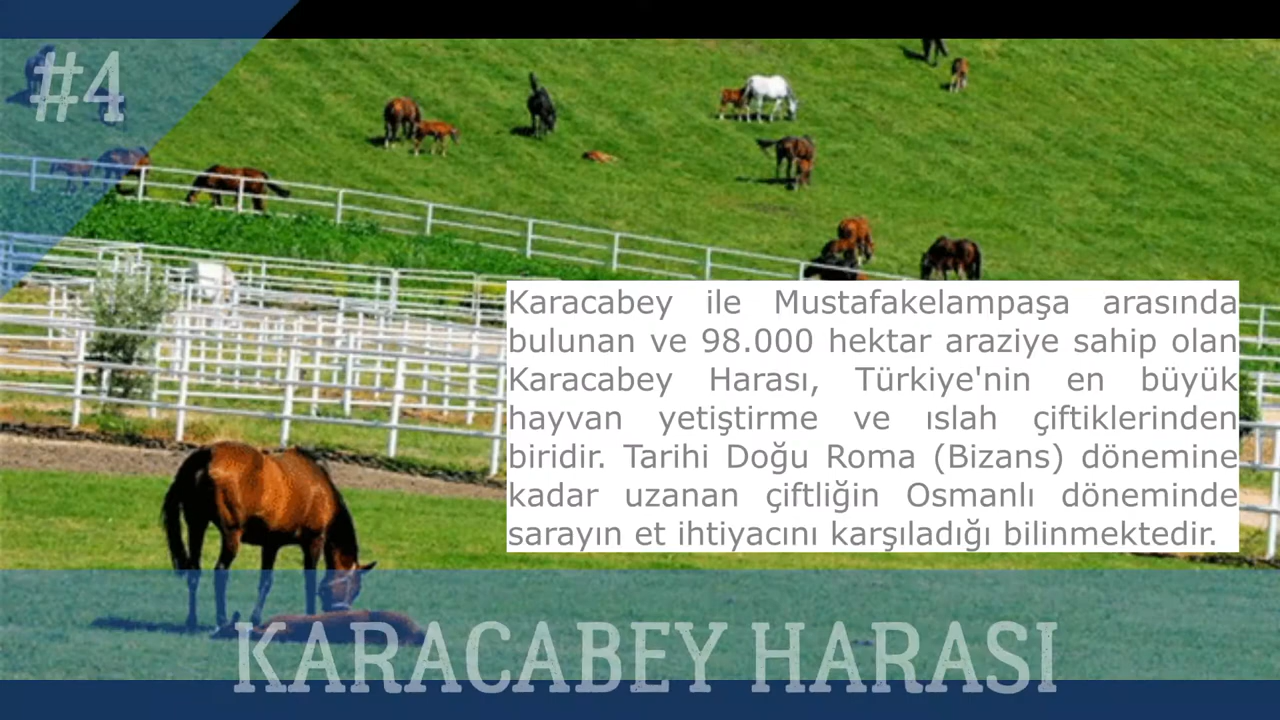 #4
Karacabey ile Mustafakelampaşa arasında
bulunan ve 98.000 hektar araziye sahip olan
Karacabey Harası, Türkiye'nin en büyük
hayvan yetiştirme ve ıslah çiftliklerinden
biridir. Tarihi Doğu Roma (Bizans) dönemine
kadar uzanan çiftliğin Osmanlı döneminde
sarayın et ihtiyacını karşıladığı bilinmektedir.
KARACABEY HARASI